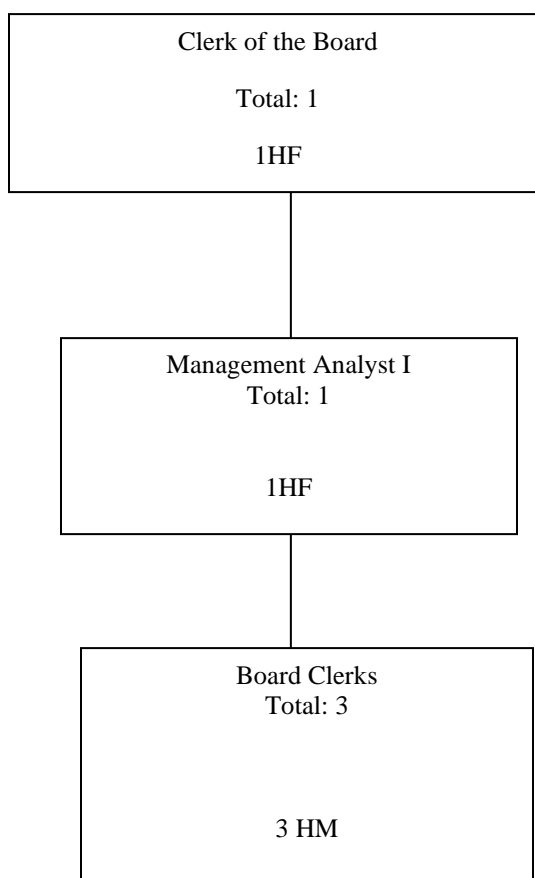 Clerk of the Board
Total: 1
1HF
Management Analyst I
Total: 1
1HF
Board Clerks
Total: 3
3 HM